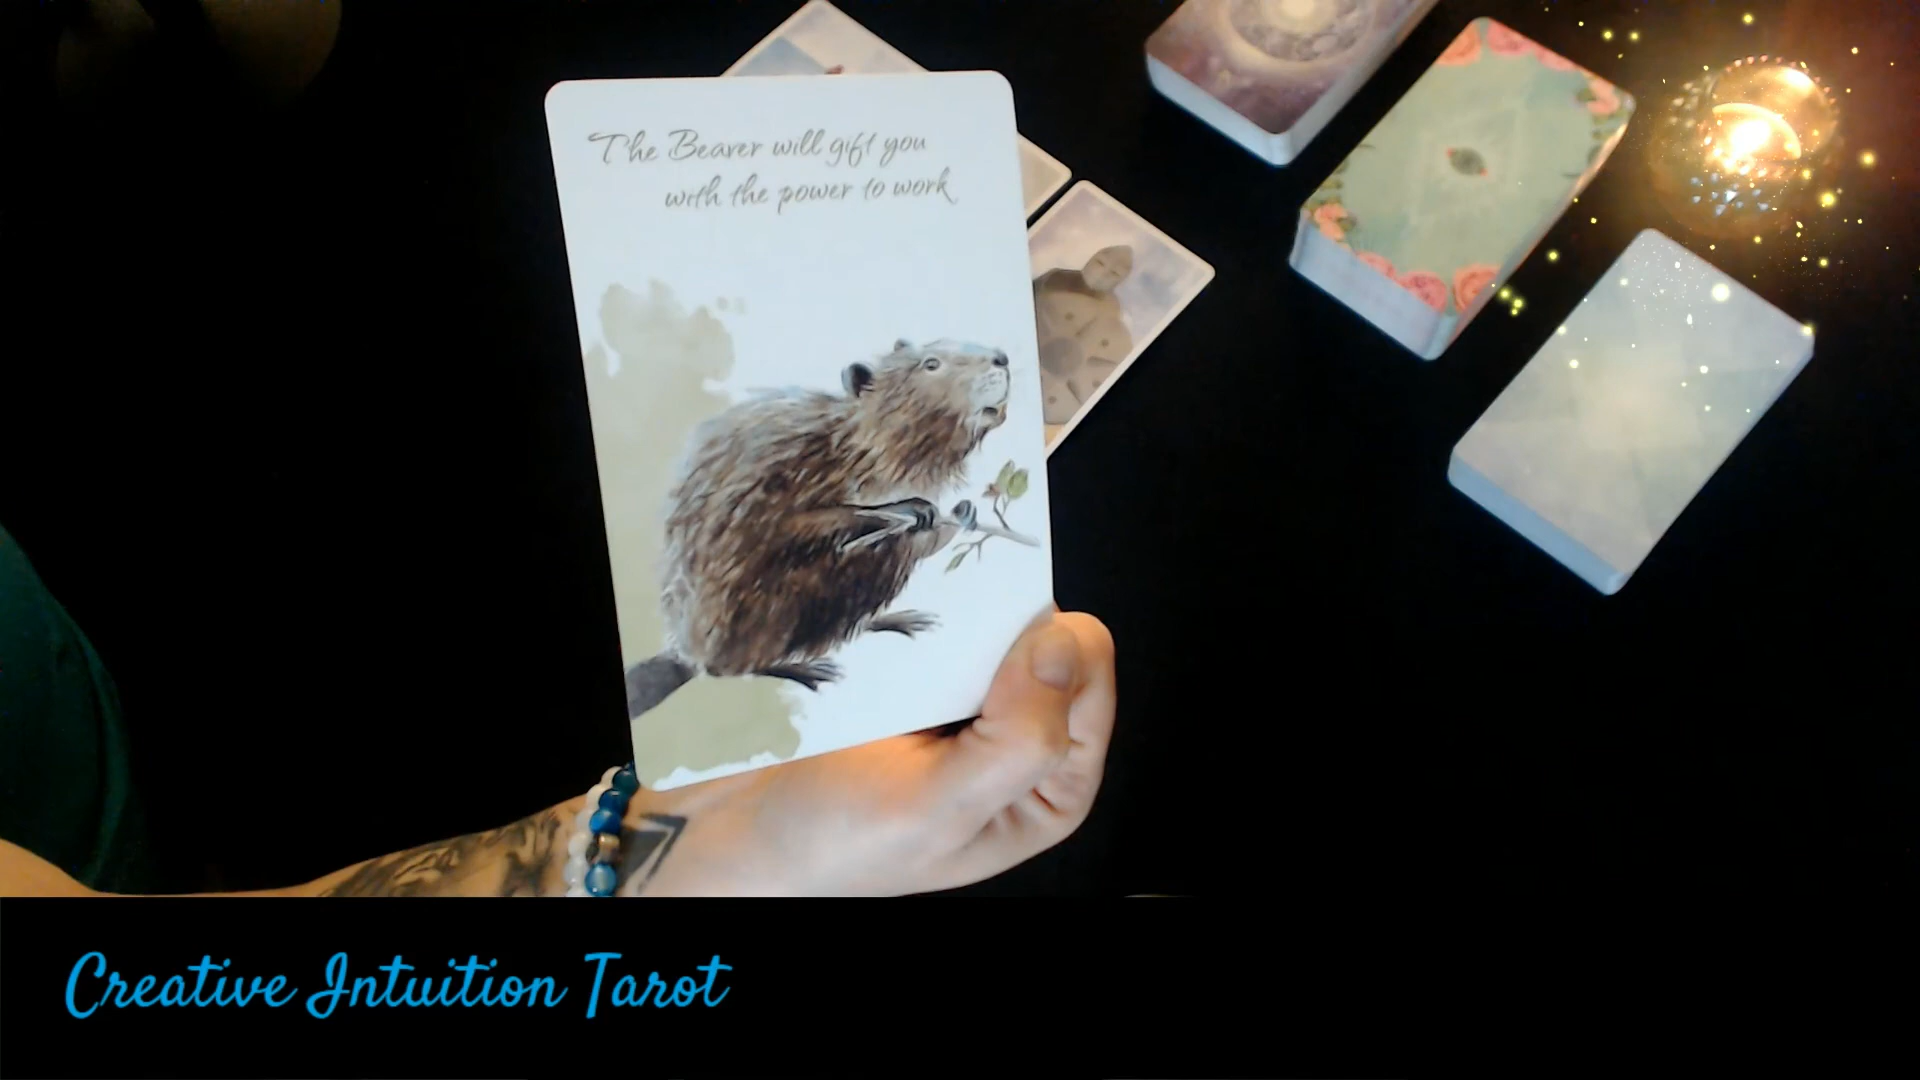 The Beaver will gift you
with the power to work
Creative Intuition Tarot